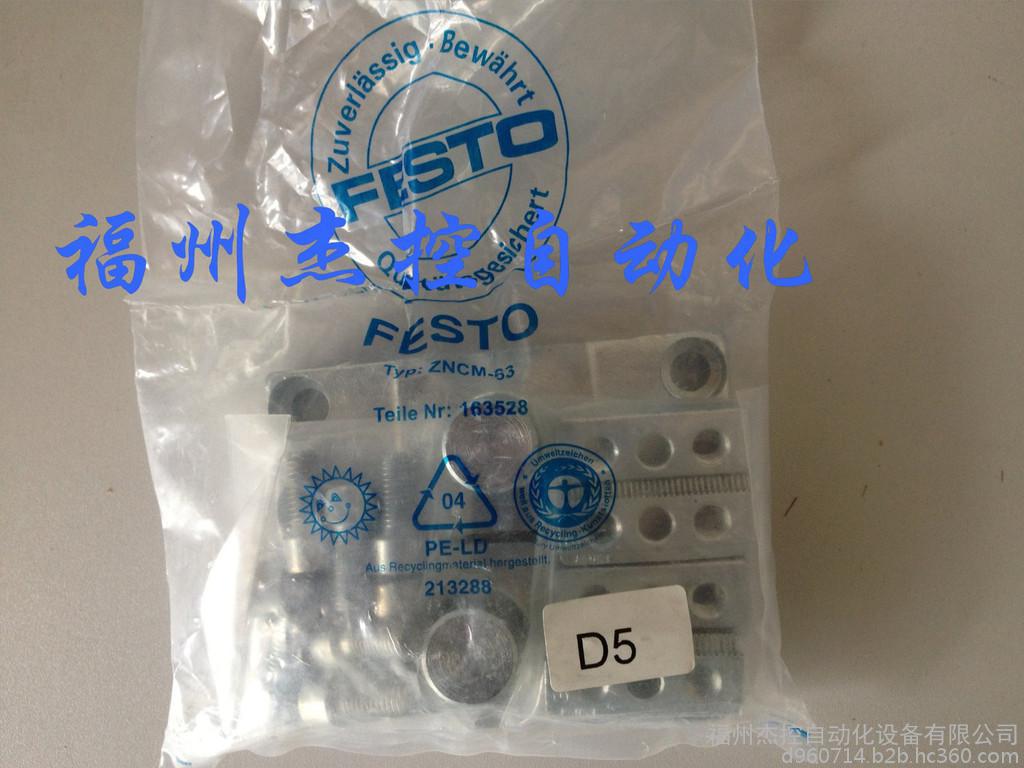 Zuverlässig · Bewährt
FESTO
福州杰控自动化
FESTO
Typ: ZNCM-63
Teile Nr: 163528
Umweltzeichen
04
PE-LD
Aus Recyclingmaterial hergestellt.
213288
D5
福州杰控自动化设备有限公司
d960714.b2b.hc360.com